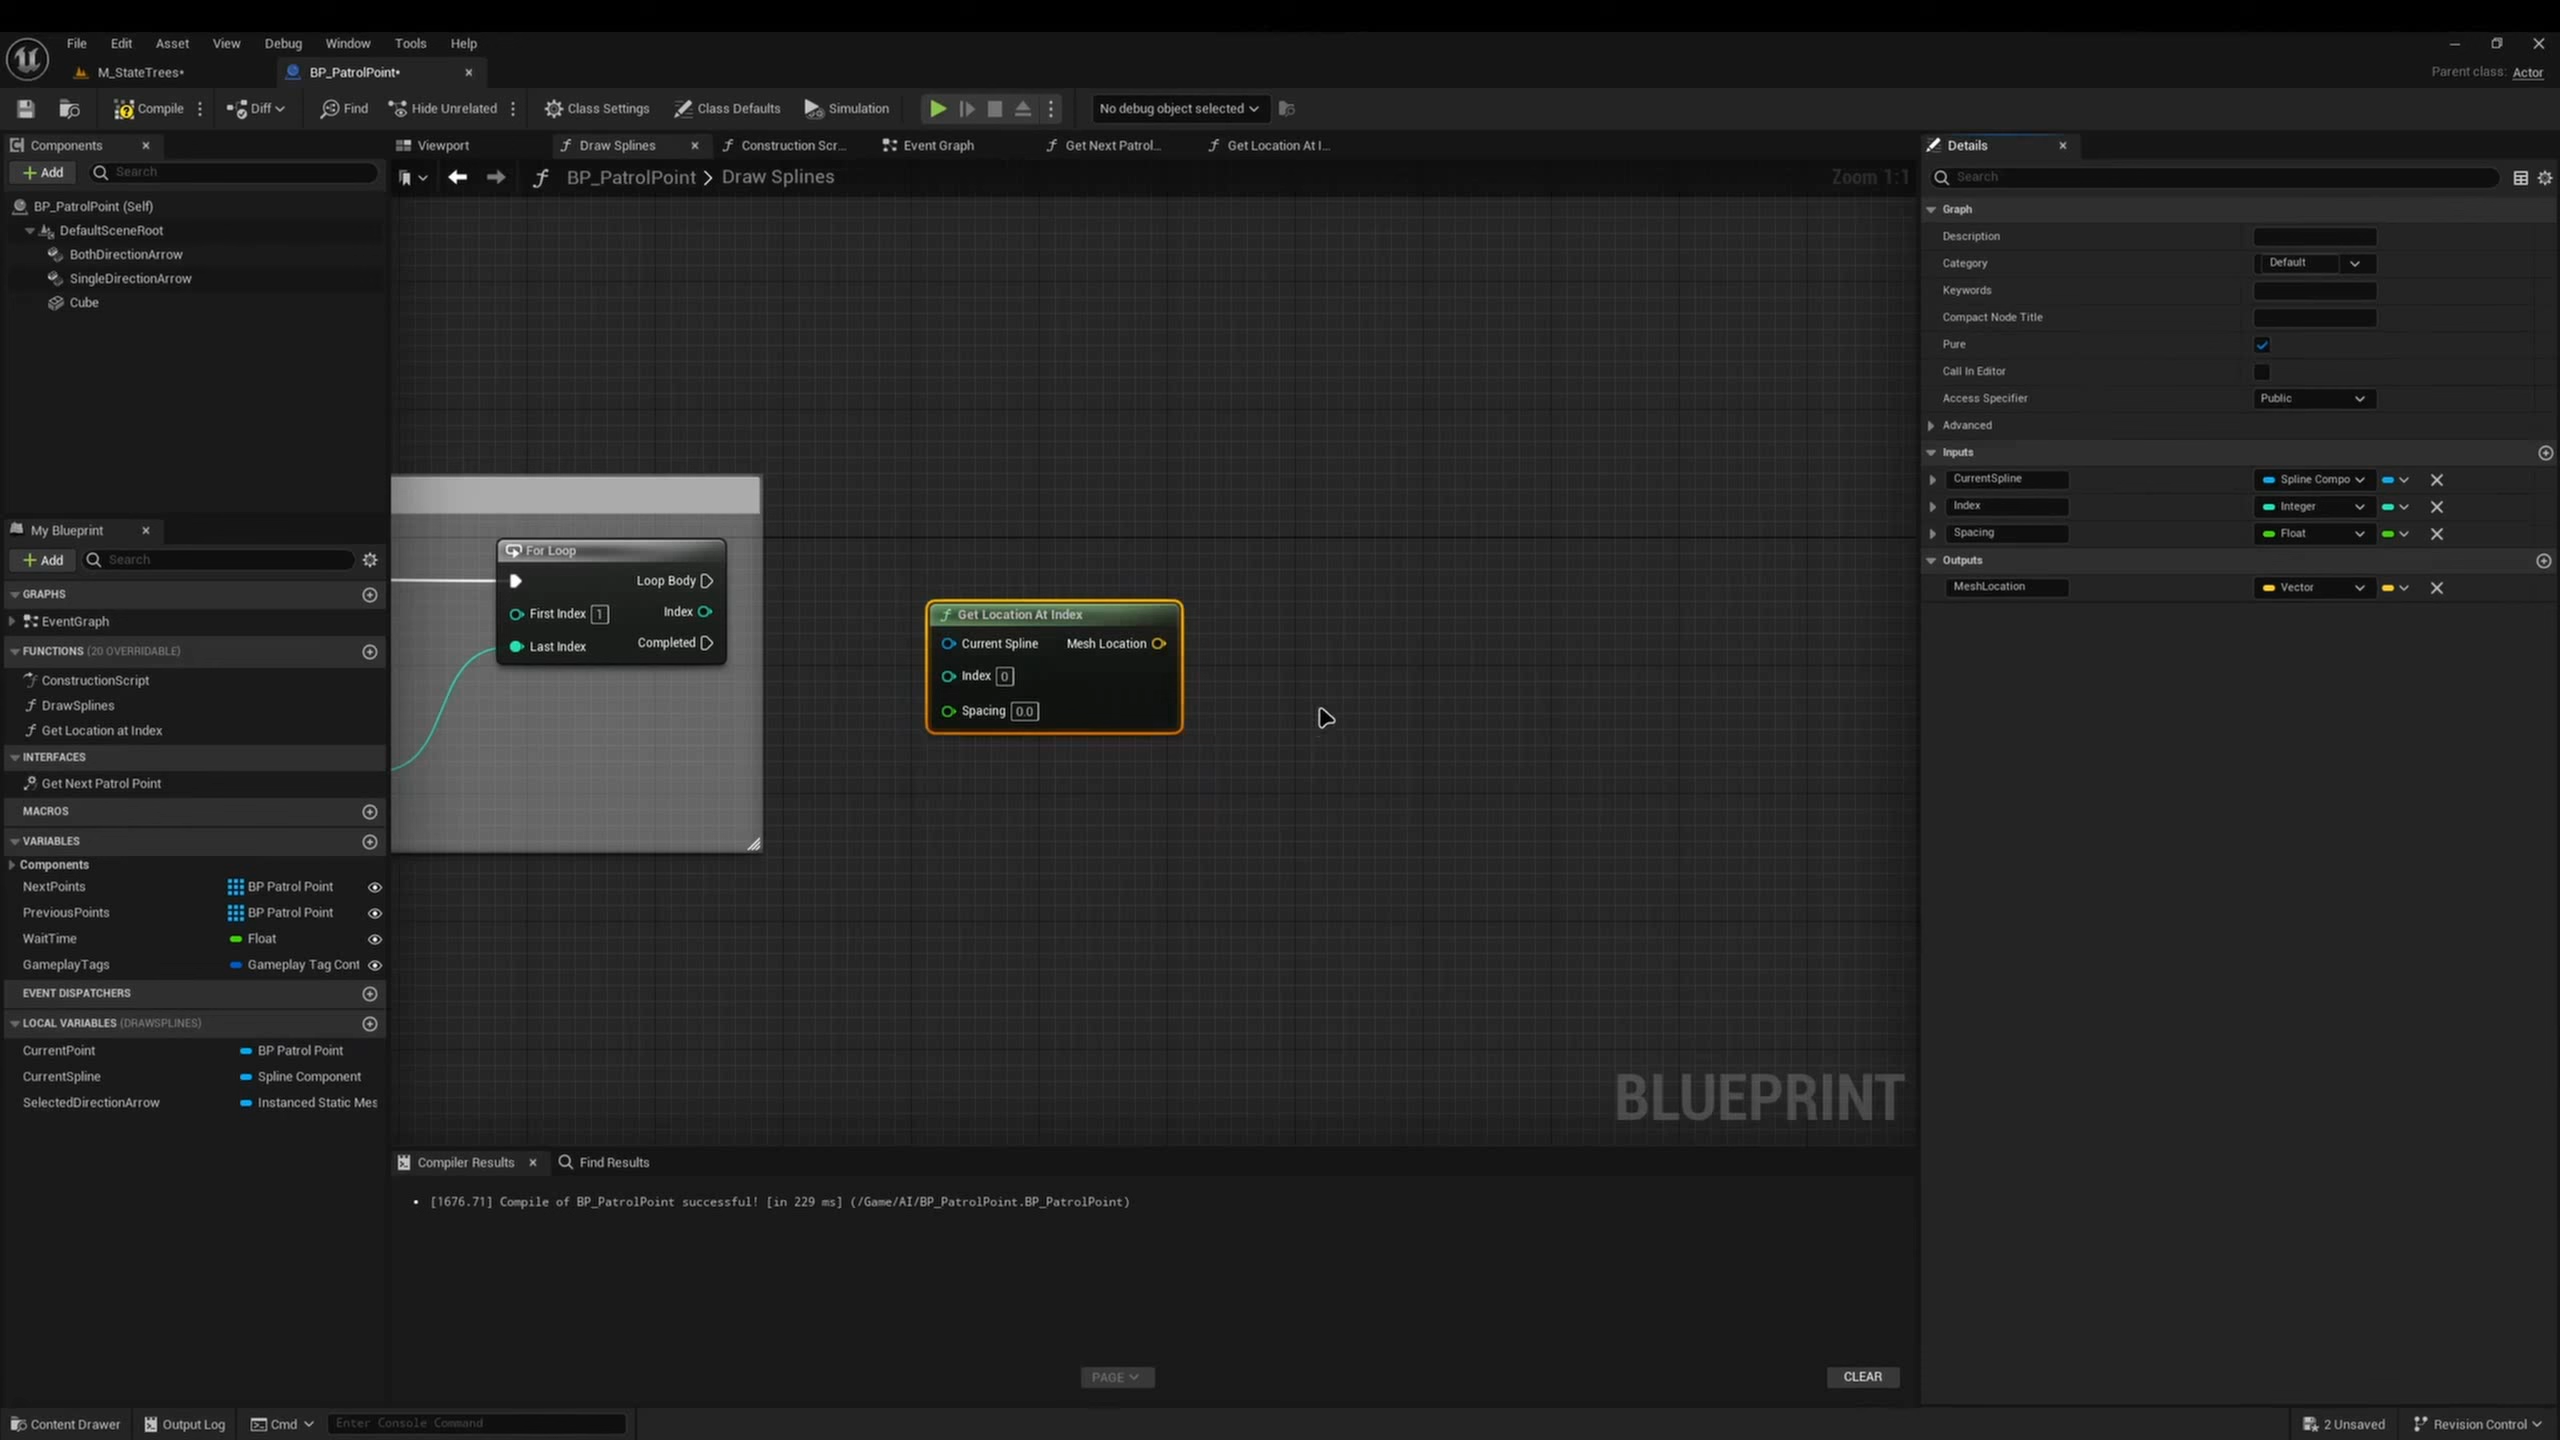 File Edit Asset View Debug Window Tools Help
M_StateTrees*
BP_PatrolPoint*
Parent class: Actor
Compile
Diff
Find
Hide Unrelated
Class Settings
Class Defaults
Simulation
No debug object selected
Components
Add
Search
BP_PatrolPoint (Self)
DefaultSceneRoot
BothDirectionArrow
SingleDirectionArrow
Cube
My Blueprint
Add
Search
GRAPHS
EventGraph
FUNCTIONS (20 OVERRIDABLE)
ConstructionScript
DrawSplines
Get Location at Index
INTERFACES
Get Next Patrol Point
MACROS
VARIABLES
Components
NextPoints BP Patrol Point
PreviousPoints BP Patrol Point
WaitTime Float
GameplayTags Gameplay Tag Cont
EVENT DISPATCHERS
LOCAL VARIABLES (DRAWSPLINES)
CurrentPoint BP Patrol Point
CurrentSpline Spline Component
SelectedDirectionArrow Instanced Static Mes
Viewport
Draw Splines
Construction Scr...
Event Graph
Get Next Patrol...
Get Location At I...
BP_PatrolPoint > Draw Splines
Zoom 1:1
For Loop
Loop Body
First Index 1
Index
Last Index
Completed
Get Location At Index
Current Spline
Mesh Location
Index 0
Spacing 0.0
BLUEPRINT
Compiler Results
Find Results
[1676.71] Compile of BP_PatrolPoint successful! [in 229 ms] (/Game/AI/BP_PatrolPoint.BP_PatrolPoint)
PAGE
CLEAR
Details
Search
Graph
Description
Category Default
Keywords
Compact Node Title
Pure
Call In Editor
Access Specifier Public
Advanced
Inputs
CurrentSpline Spline Compo
Index Integer
Spacing Float
Outputs
MeshLocation Vector
Content Drawer
Output Log
Cmd
Enter Console Command
2 Unsaved
Revision Control